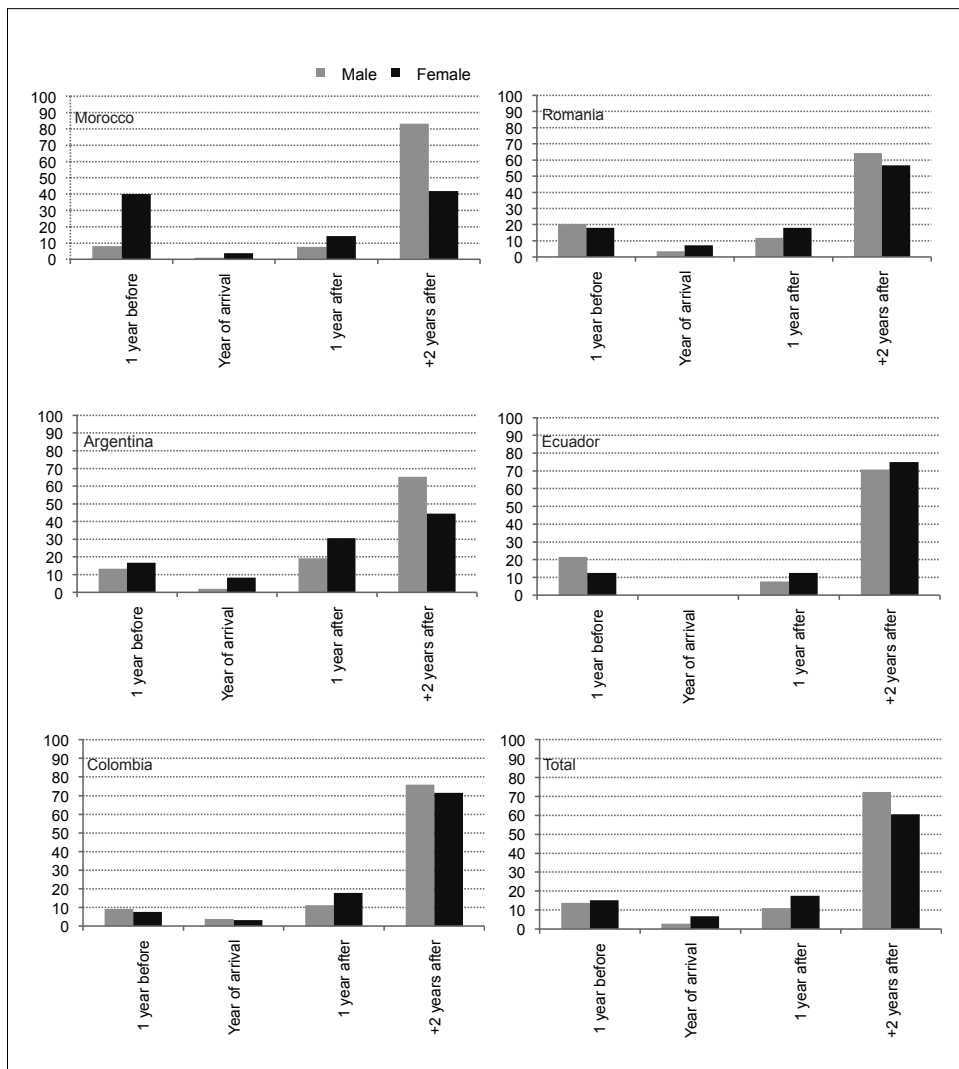 Male Female
100
90
80
70
60
50
40
30
20
10
0
Morocco
1 year before
Year of arrival
1 year after
+2 years after
100
90
80
70
60
50
40
30
20
10
0
Romania
1 year before
Year of arrival
1 year after
+2 years after
100
90
80
70
60
50
40
30
20
10
0
Argentina
1 year before
Year of arrival
1 year after
+2 years after
100
90
80
70
60
50
40
30
20
10
0
Ecuador
1 year before
Year of arrival
1 year after
+2 years after
100
90
80
70
60
50
40
30
20
10
0
Colombia
1 year before
Year of arrival
1 year after
+2 years after
100
90
80
70
60
50
40
30
20
10
0
Total
1 year before
Year of arrival
1 year after
+2 years after